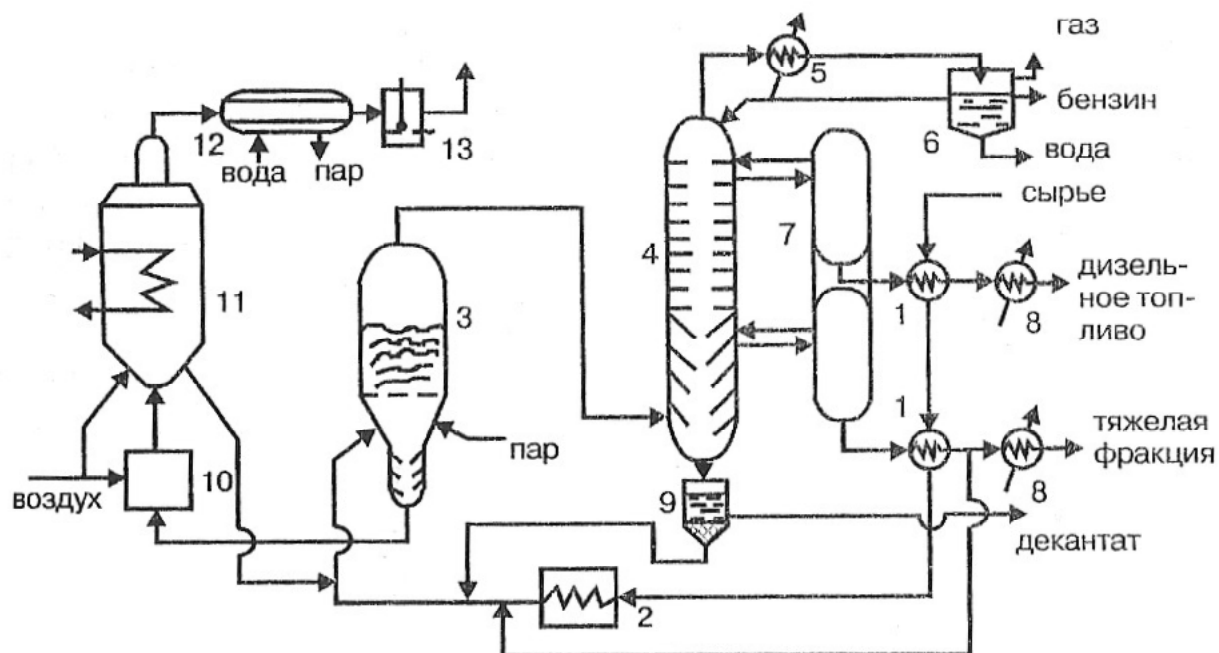 газ
5
бензин
12
13
6
вода
пар
вода
сырье
4
7
11
3
дизель-
ное топ-
ливо
1
8
1
пар
тяжелая
фракция
10
воздух
9
8
декантат
2